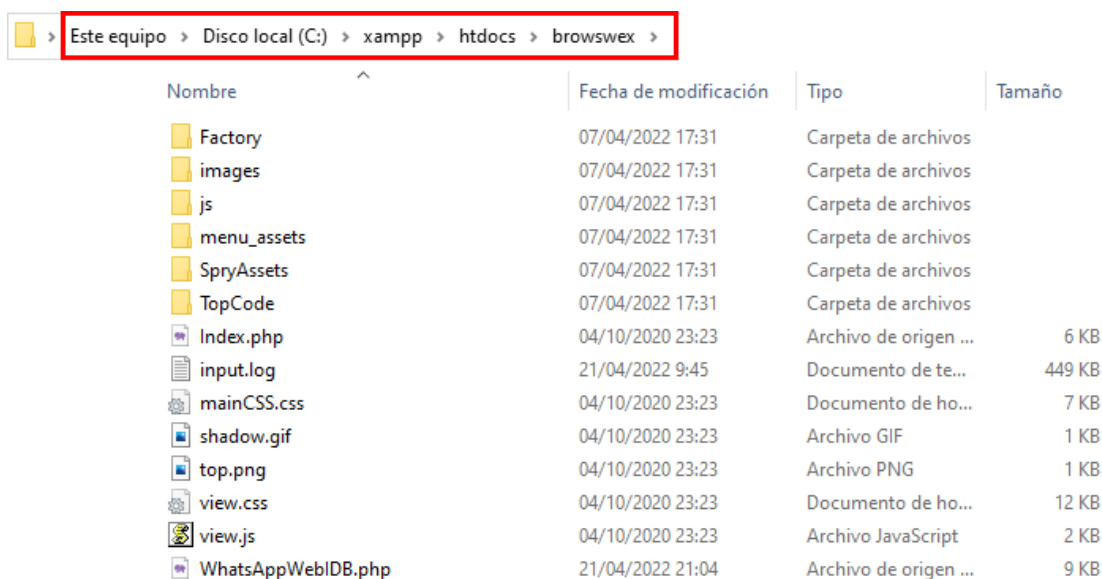 Este equipo > Disco local (C:) > xampp > htdocs > browswex >
Nombre Fecha de modificación Tipo Tamaño
Factory 07/04/2022 17:31 Carpeta de archivos
images 07/04/2022 17:31 Carpeta de archivos
js 07/04/2022 17:31 Carpeta de archivos
menu_assets 07/04/2022 17:31 Carpeta de archivos
SpryAssets 07/04/2022 17:31 Carpeta de archivos
TopCode 07/04/2022 17:31 Carpeta de archivos
Index.php 04/10/2020 23:23 Archivo de origen ... 6 KB
input.log 21/04/2022 9:45 Documento de te... 449 KB
mainCSS.css 04/10/2020 23:23 Documento de ho... 7 KB
shadow.gif 04/10/2020 23:23 Archivo GIF 1 KB
top.png 04/10/2020 23:23 Archivo PNG 1 KB
view.css 04/10/2020 23:23 Documento de ho... 12 KB
view.js 04/10/2020 23:23 Archivo JavaScript 2 KB
WhatsAppWebIDB.php 21/04/2022 21:04 Archivo de origen ... 9 KB